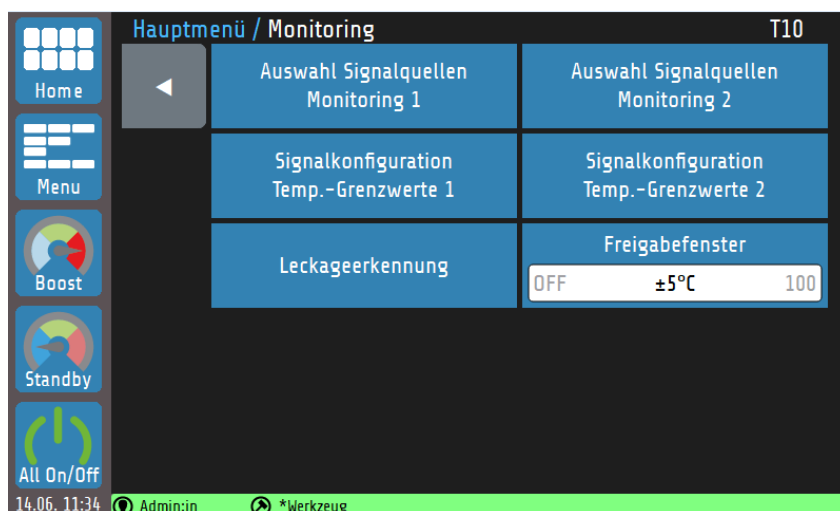 Hauptmenü / Monitoring T10
Home
Auswahl Signalquellen
Monitoring 1
Auswahl Signalquellen
Monitoring 2
Menu
Signalkonfiguration
Temp.-Grenzwerte 1
Signalkonfiguration
Temp.-Grenzwerte 2
Boost
Leckageerkennung
Freigabefenster
OFF ±5°C 100
Standby
All On/Off
14.06. 11:34 Admin:in *Werkzeug